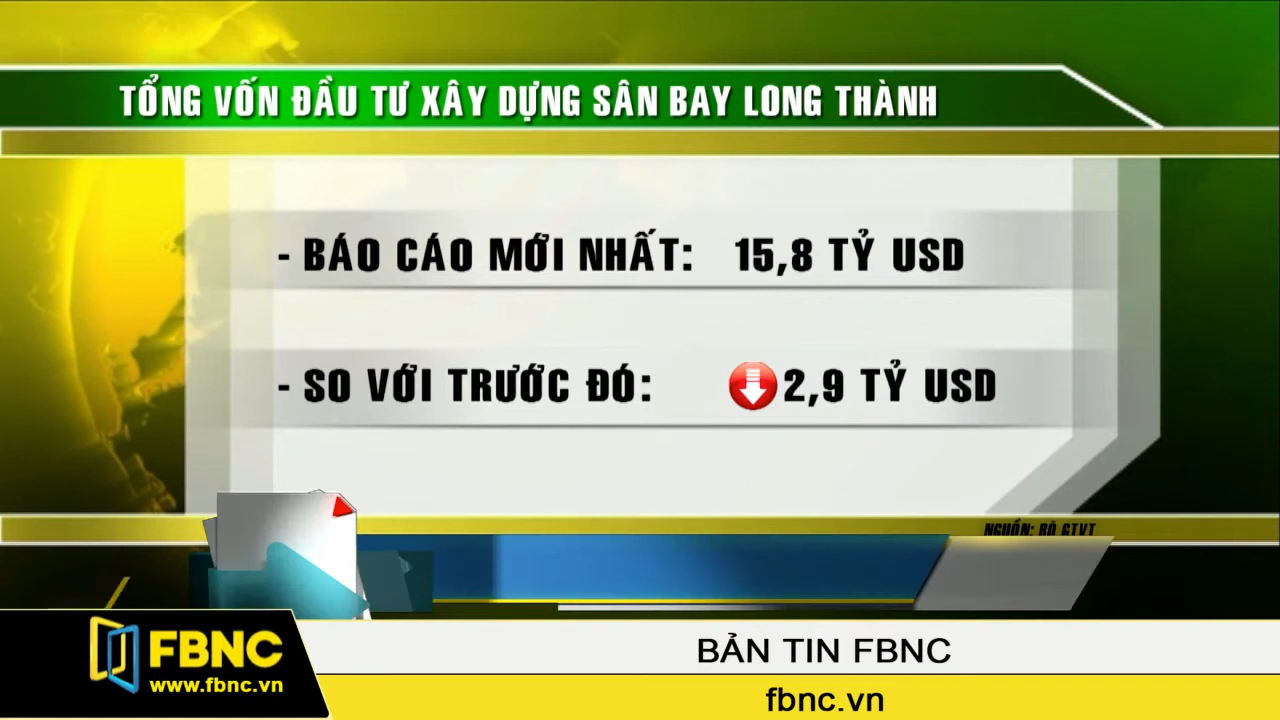 TỔNG VỐN ĐẦU TƯ XÂY DỰNG SÂN BAY LONG THÀNH
- BÁO CÁO MỚI NHẤT: 15,8 TỶ USD
- SO VỚI TRƯỚC ĐÓ: 2,9 TỶ USD
NGUỒN: BỘ GTVT
FBNC
www.fbnc.vn
BẢN TIN FBNC
fbnc.vn